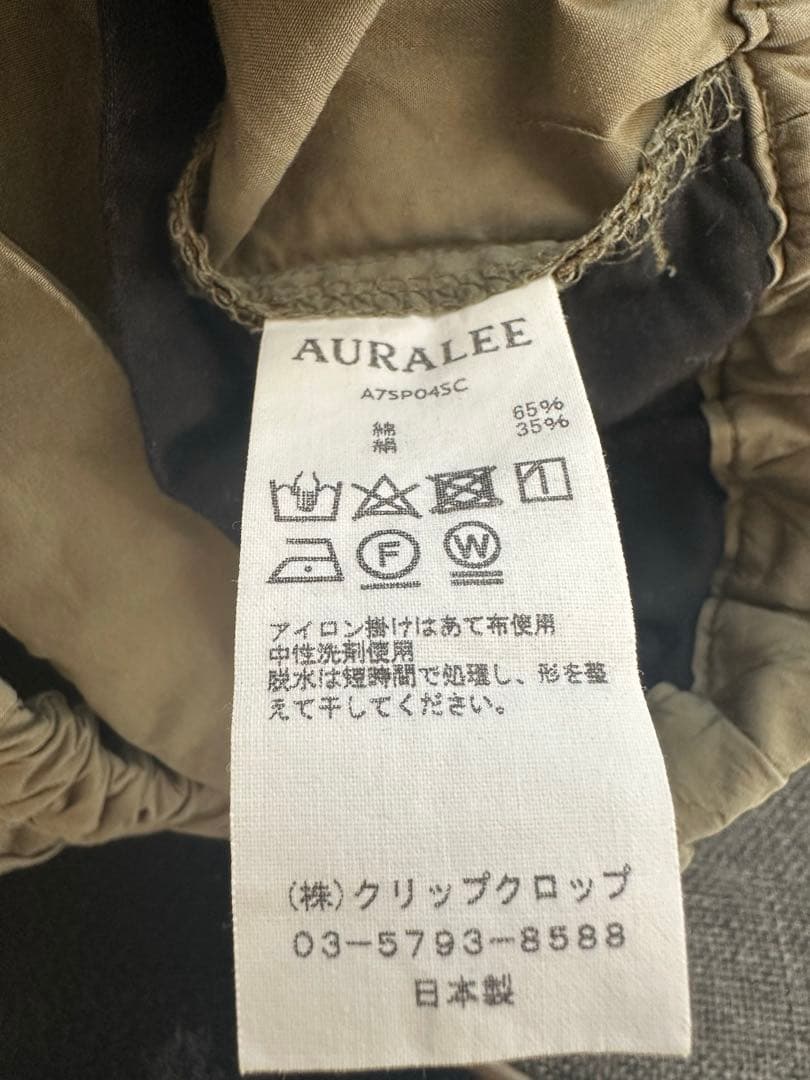 AURALEE
A7SP04SC
綿 65%
絹 35%
F W
アイロン掛けはあて布使用
中性洗剤使用
脱水は短時間で処理し、形を整
えて干してください。
(株)クリップクロップ
03-5793-8588
日本製